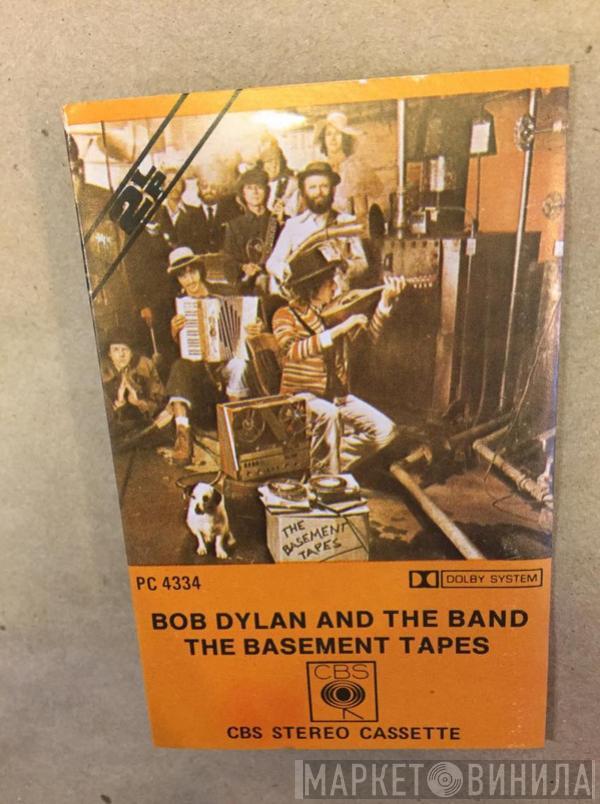 2LP
THE
BASEMENT
TAPES
PC 4334
DOLBY SYSTEM
BOB DYLAN AND THE BAND
THE BASEMENT TAPES
CBS
CBS STEREO CASSETTE
МАРКЕТ ВИНИЛА